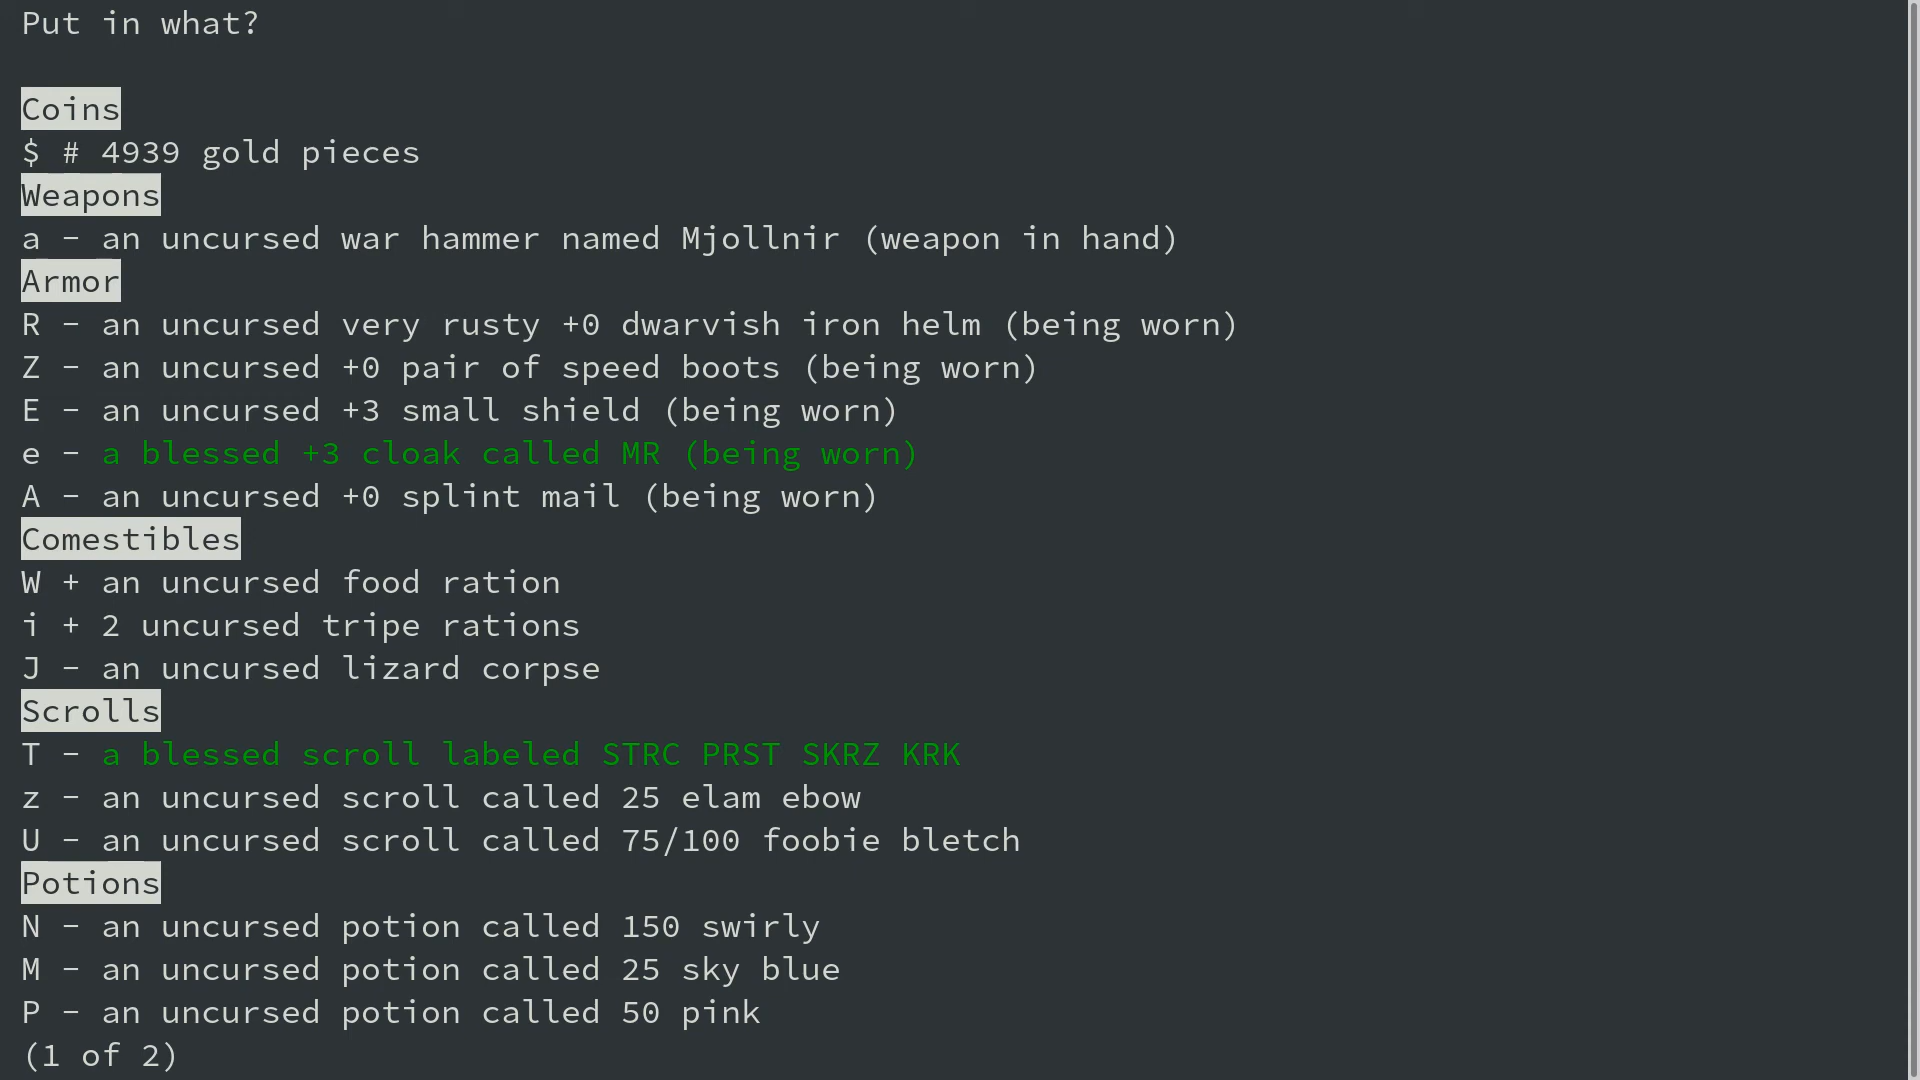 Put in what?
Coins
$ # 4939 gold pieces
Weapons
a - an uncursed war hammer named Mjollnir (weapon in hand)
Armor
R - an uncursed very rusty +0 dwarvish iron helm (being worn)
Z - an uncursed +0 pair of speed boots (being worn)
E - an uncursed +3 small shield (being worn)
e - a blessed +3 cloak called MR (being worn)
A - an uncursed +0 splint mail (being worn)
Comestibles
W + an uncursed food ration
i + 2 uncursed tripe rations
J - an uncursed lizard corpse
Scrolls
T - a blessed scroll labeled STRC PRST SKRZ KRK
z - an uncursed scroll called 25 elam ebow
U - an uncursed scroll called 75/100 foobie bletch
Potions
N - an uncursed potion called 150 swirly
M - an uncursed potion called 25 sky blue
P - an uncursed potion called 50 pink
(1 of 2)